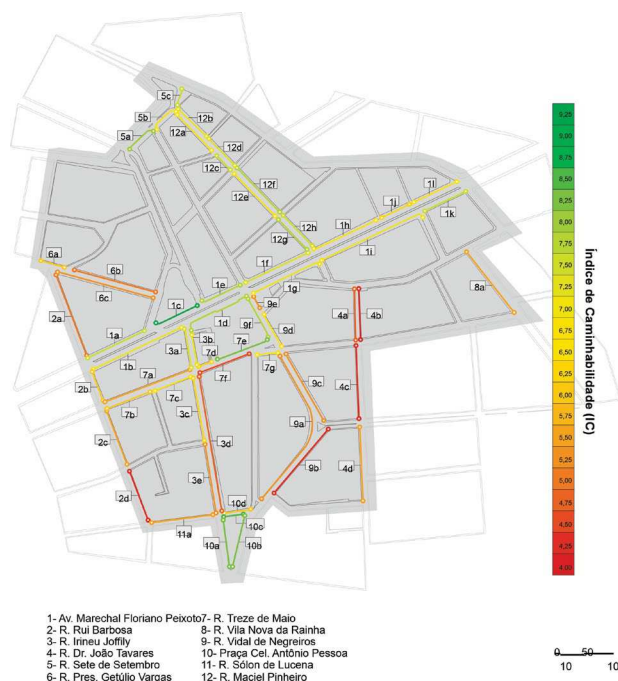 5c
5b
12b
5a
12a
12d
12c
12f
12e
1l
12h
1j
1k
12g
1h
1i
6a
6b
1f
8a
1e
6c
1g
1c
9e
2a
4a
4b
1d
9f
1a
3b
9d
7e
3a
1b
7d
7g
7a
7f
9c
4c
2b
7c
7b
3c
9a
2c
3d
9b
4d
2d
3e
10d
11a
10c
10a
10b
9,25
9,00
8,75
8,50
8,25
8,00
7,75
7,50
7,25
7,00
6,75
6,50
6,25
6,00
5,75
5,50
5,25
5,00
4,75
4,50
4,25
4,00
Índice de Caminhabilidade (IC)
1- Av. Marechal Floriano Peixoto
2- R. Rui Barbosa
3- R. Irineu Joffily
4- R. Dr. João Tavares
5- R. Sete de Setembro
6- R. Pres. Getúlio Vargas
7- R. Treze de Maio
8- R. Vila Nova da Rainha
9- R. Vidal de Negreiros
10- Praça Cel. Antônio Pessoa
11- R. Sólon de Lucena
12- R. Maciel Pinheiro
0 50
10 10